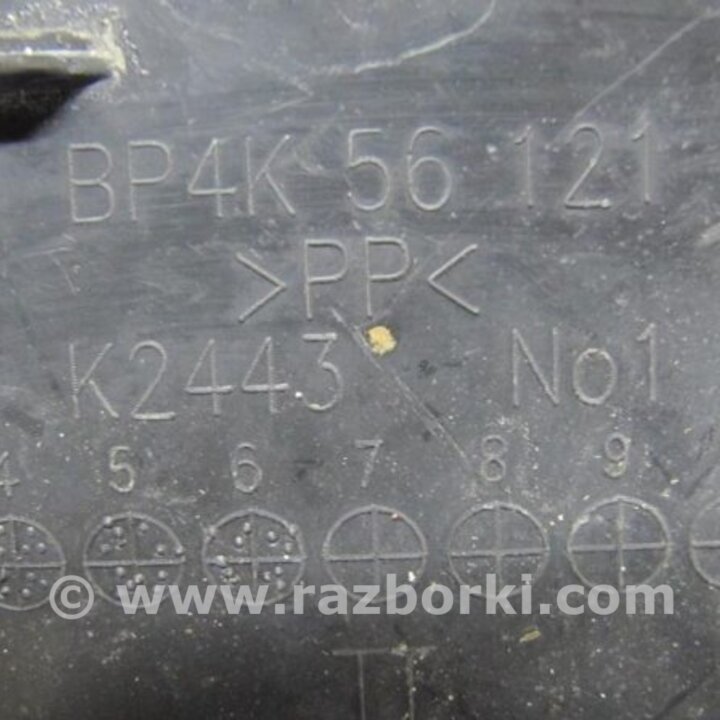 BP4K 56 121
>PP<
K2443 No1
4 5 6 7 8 9
© www.razborki.com